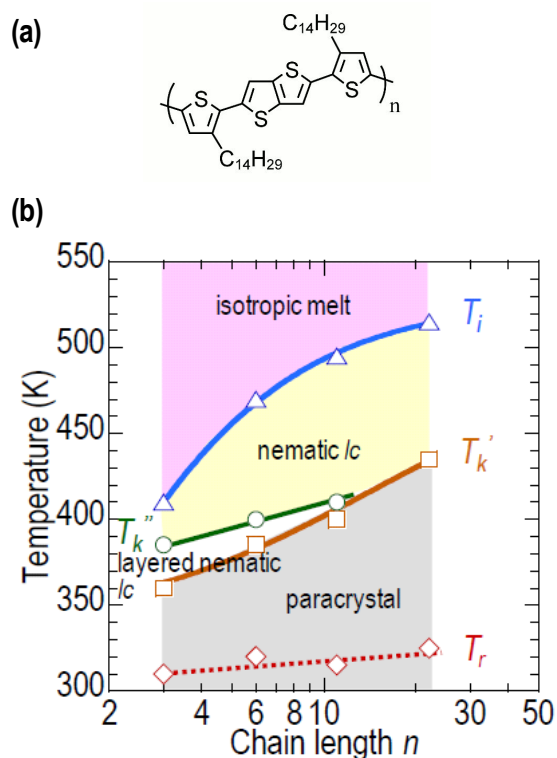 (a)
C14H29
S
S
S
S
n
C14H29
(b)
550
500
450
400
350
300
Temperature (K)
isotropic melt
Ti
nematic lc
Tk'
Tk"
layered nematic
lc
paracrystal
Tr
2
4
6
8
10
30
50
Chain length n